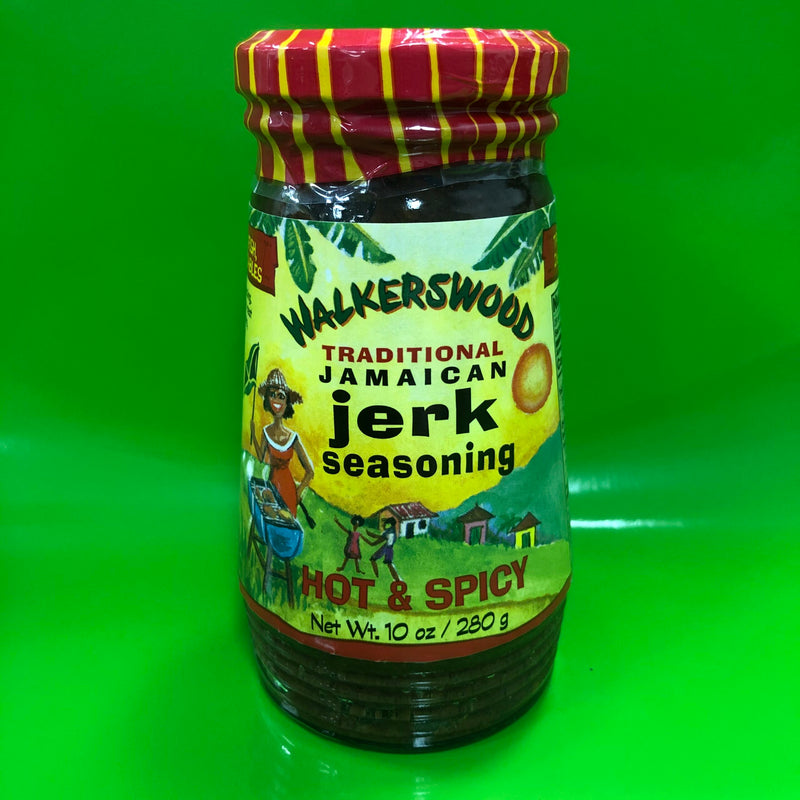 WALKERSWOOD
TRADITIONAL
JAMAICAN
jerk
seasoning
HOT & SPICY
Net Wt. 10 oz / 280 g